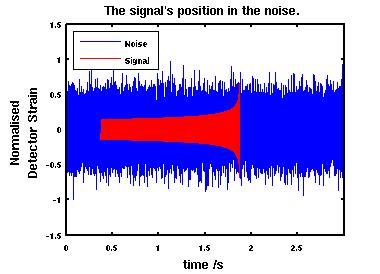 The signal's position in the noise.
1.5
Noise
Signal
1
0.5
0
-0.5
-1
-1.5
Normalised
Detector Strain
0 0.5 1 1.5 2 2.5
time /s